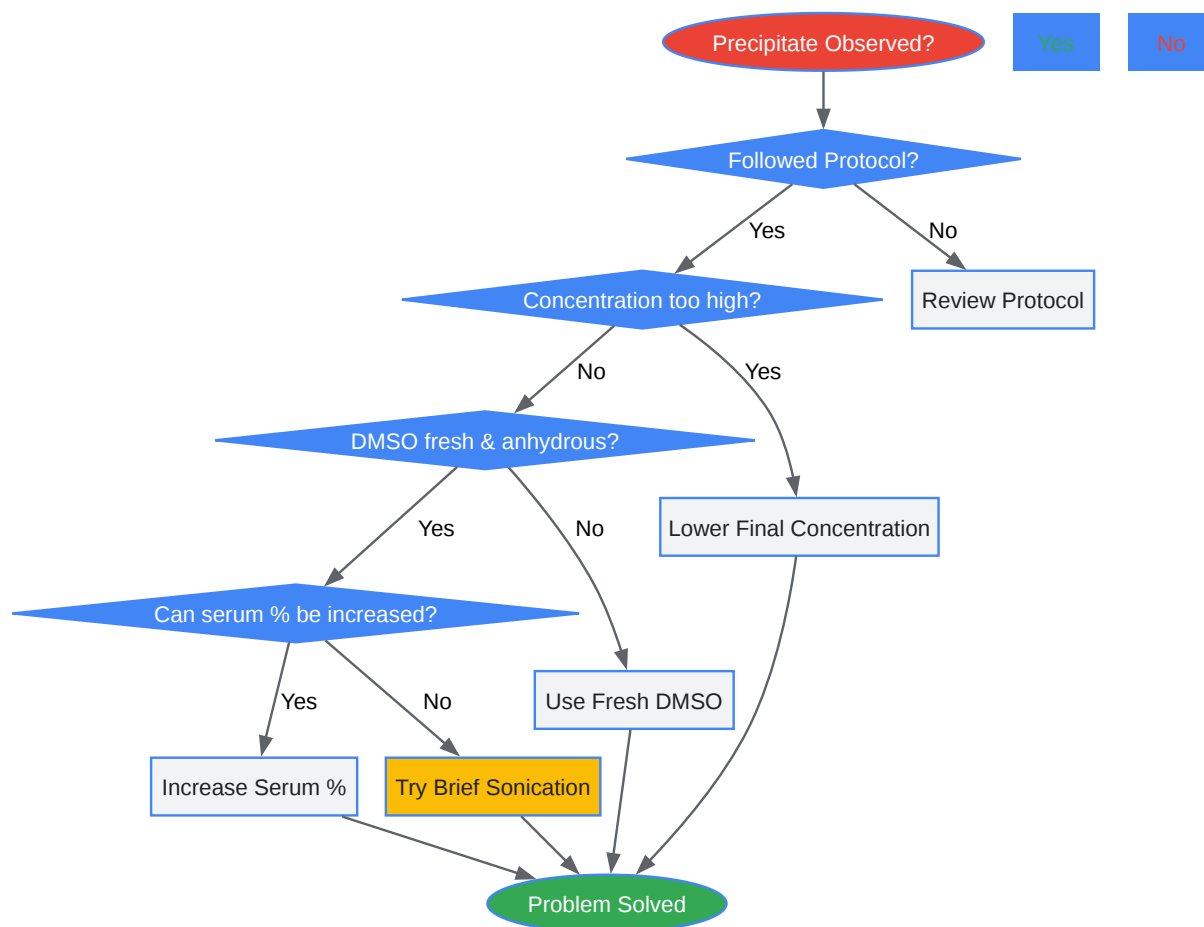 Precipitate Observed?
Yes
No
Followed Protocol?
Yes
No
Concentration too high?
Review Protocol
No
Yes
DMSO fresh & anhydrous?
Yes
No
Lower Final Concentration
Can serum % be increased?
Yes
No
Use Fresh DMSO
Increase Serum %
Try Brief Sonication
Problem Solved